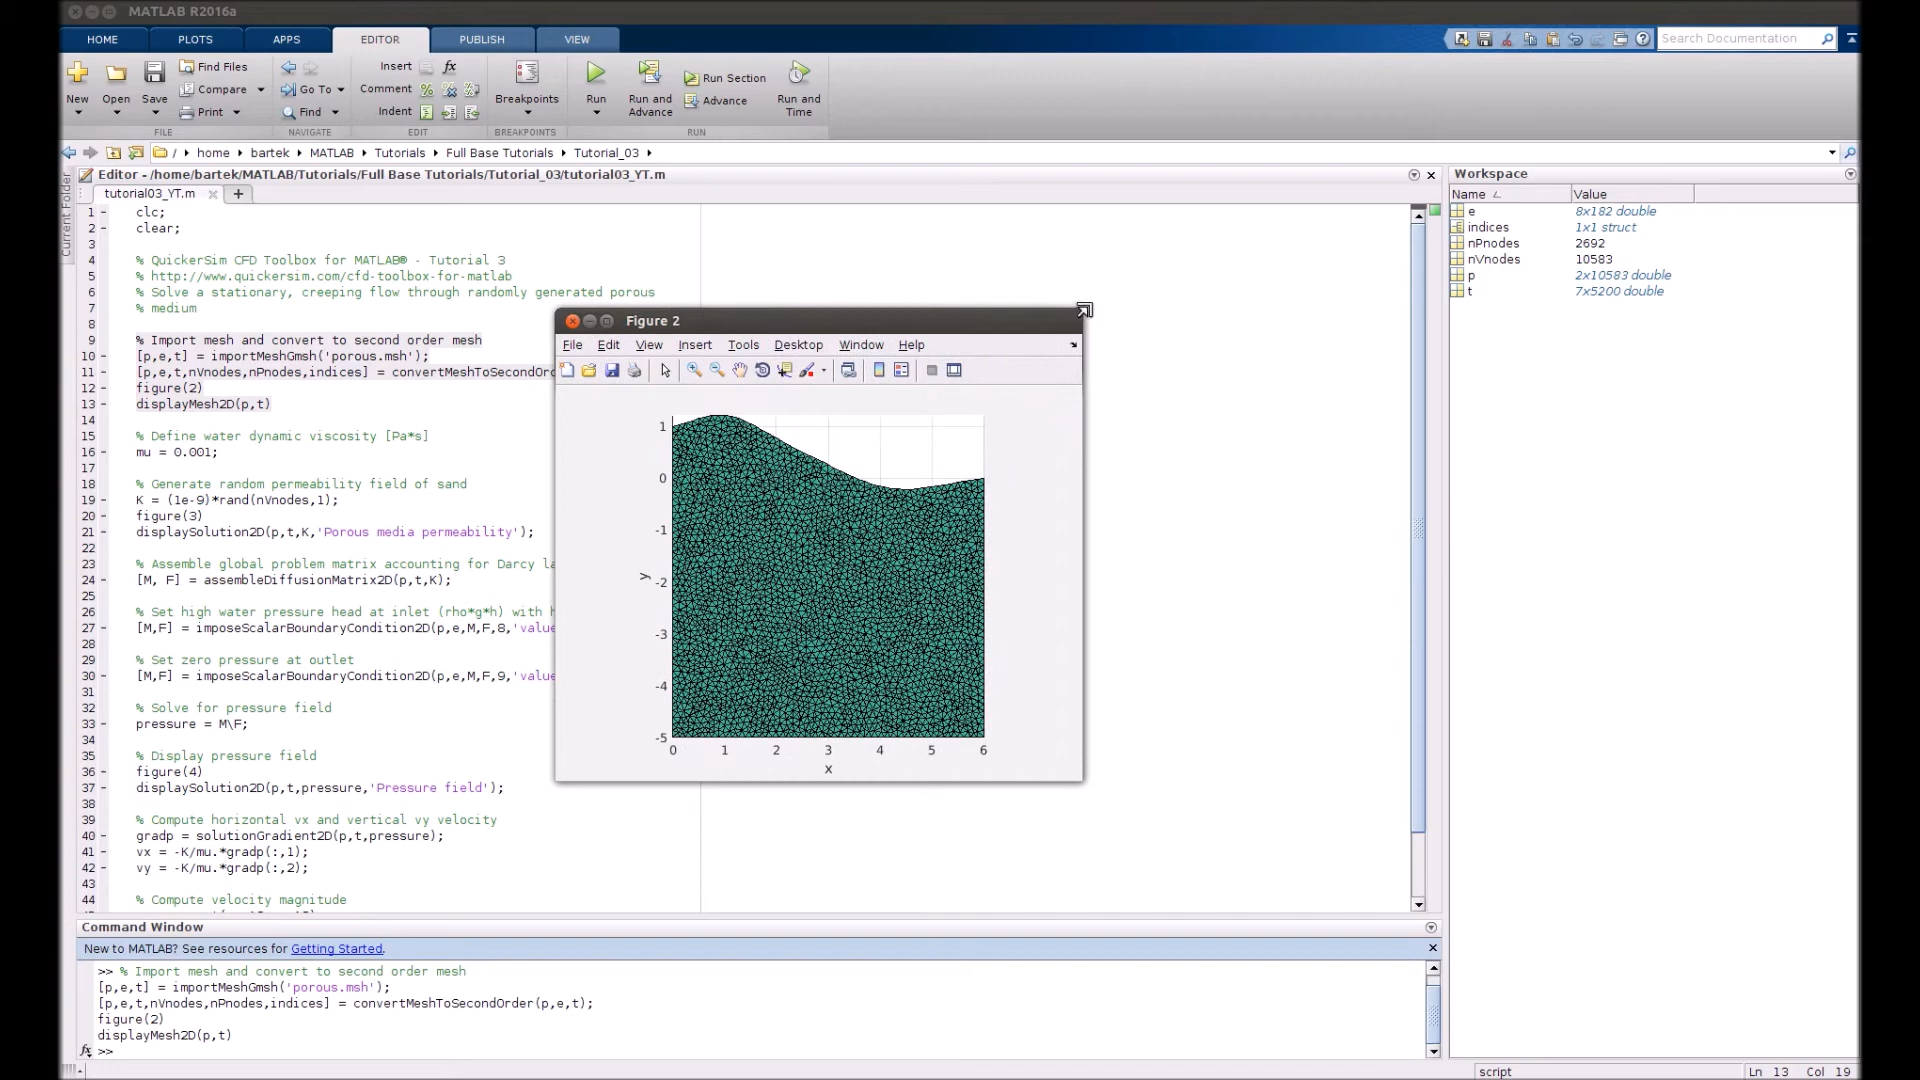 MATLAB R2016a
HOME PLOTS APPS EDITOR PUBLISH VIEW Search Documentation
New Open Save Find Files Compare Print
Go To Find
Insert fx
Comment
Indent
Breakpoints
Run Run and Advance Run Section Advance Run and Time
FILE NAVIGATE EDIT BREAKPOINTS RUN
/ home bartek MATLAB Tutorials Full Base Tutorials Tutorial_03
Current Folder
Editor - /home/bartek/MATLAB/Tutorials/Full Base Tutorials/Tutorial_03/tutorial03_YT.m
tutorial03_YT.m
1 clc;
2 clear;
3
4 % QuickerSim CFD Toolbox for MATLAB® - Tutorial 3
5 % http://www.quickersim.com/cfd-toolbox-for-matlab
6 % Solve a stationary, creeping flow through randomly generated porous
7 % medium
8
9 % Import mesh and convert to second order mesh
10 [p,e,t] = importMeshGmsh('porous.msh');
11 [p,e,t,nVnodes,nPnodes,indices] = convertMeshToSecondOr
12 figure(2)
13 displayMesh2D(p,t)
14
15 % Define water dynamic viscosity [Pa*s]
16 mu = 0.001;
17
18 % Generate random permeability field of sand
19 K = (1e-9)*rand(nVnodes,1);
20 figure(3)
21 displaySolution2D(p,t,K,'Porous media permeability');
22
23 % Assemble global problem matrix accounting for Darcy la
24 [M, F] = assembleDiffusionMatrix2D(p,t,K);
25
26 % Set high water pressure head at inlet (rho*g*h) with h
27 [M,F] = imposeScalarBoundaryCondition2D(p,e,M,F,8,'value
28
29 % Set zero pressure at outlet
30 [M,F] = imposeScalarBoundaryCondition2D(p,e,M,F,9,'value
31
32 % Solve for pressure field
33 pressure = M\F;
34
35 % Display pressure field
36 figure(4)
37 displaySolution2D(p,t,pressure,'Pressure field');
38
39 % Compute horizontal vx and vertical vy velocity
40 gradp = solutionGradient2D(p,t,pressure);
41 vx = -K/mu.*gradp(:,1);
42 vy = -K/mu.*gradp(:,2);
43
44 % Compute velocity magnitude
Figure 2
File Edit View Insert Tools Desktop Window Help
1
0
-1
-2
-3
-4
-5
y
0 1 2 3 4 5 6
x
Workspace
Name Value
e 8x182 double
indices 1x1 struct
nPnodes 2692
nVnodes 10583
p 2x10583 double
t 7x5200 double
Command Window
New to MATLAB? See resources for Getting Started.
>> % Import mesh and convert to second order mesh
[p,e,t] = importMeshGmsh('porous.msh');
[p,e,t,nVnodes,nPnodes,indices] = convertMeshToSecondOrder(p,e,t);
figure(2)
displayMesh2D(p,t)
fx >>
script Ln 13 Col 19